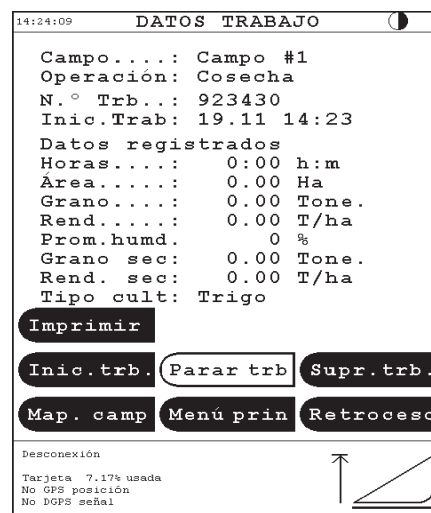 14:24:09 DATOS TRABAJO
Campo....: Campo #1
Operación: Cosecha
N.º Trb..: 923430
Inic.Trab: 19.11 14:23
Datos registrados
Horas....: 0:00 h:m
Área.....: 0.00 Ha
Grano....: 0.00 Tone.
Rend.....: 0.00 T/ha
Prom.humd. 0 %
Grano sec: 0.00 Tone.
Rend. sec: 0.00 T/ha
Tipo cult: Trigo
Imprimir
Inic.trb. Parar trb Supr.trb.
Map. camp Menú prin Retroceso
Desconexión
Tarjeta 7.17% usada
No GPS posición
No DGPS señal